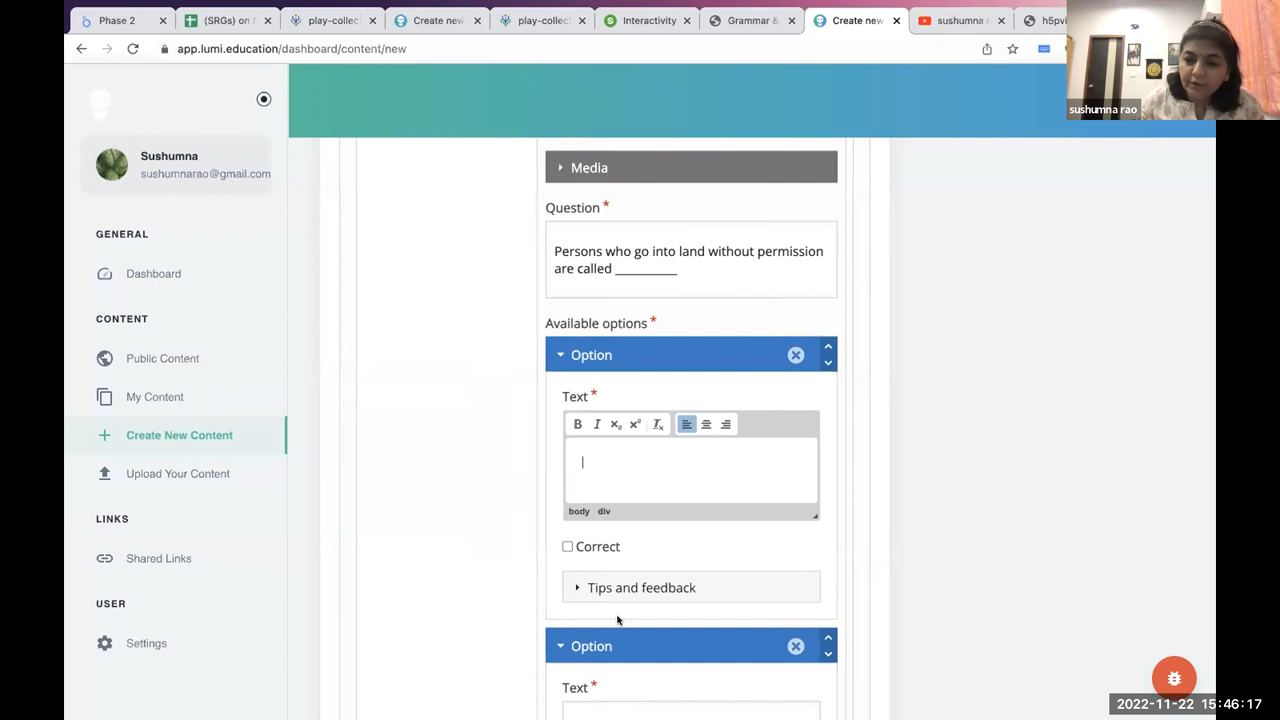 Phase 2
(SRGs) on
play-collec
Create new
play-collec
Interactivity
Grammar &
Create new
sushumna r
h5pvi
app.lumi.education/dashboard/content/new
sushumna rao
Sushumna
sushumnarao@gmail.com
GENERAL
Dashboard
CONTENT
Public Content
My Content
Create New Content
Upload Your Content
LINKS
Shared Links
USER
Settings
Media
Question *
Persons who go into land without permission
are called __________
Available options *
Option
Text *
B I x₂ x² Tx
body div
Correct
Tips and feedback
Option
Text *
2022-11-22 15:46:17